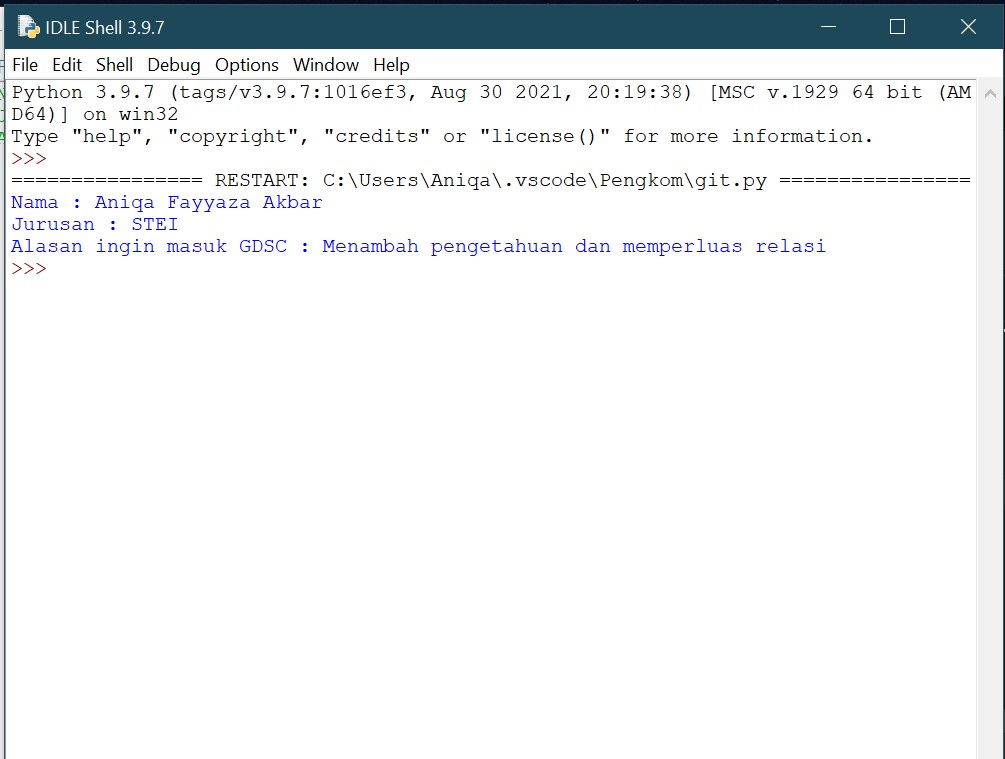 IDLE Shell 3.9.7
File Edit Shell Debug Options Window Help
Python 3.9.7 (tags/v3.9.7:1016ef3, Aug 30 2021, 20:19:38) [MSC v.1929 64 bit (AM
D64)] on win32
Type "help", "copyright", "credits" or "license()" for more information.
>>>
================ RESTART: C:\Users\Aniqa\.vscode\Pengkom\git.py ================
Nama : Aniqa Fayyaza Akbar
Jurusan : STEI
Alasan ingin masuk GDSC : Menambah pengetahuan dan memperluas relasi
>>>